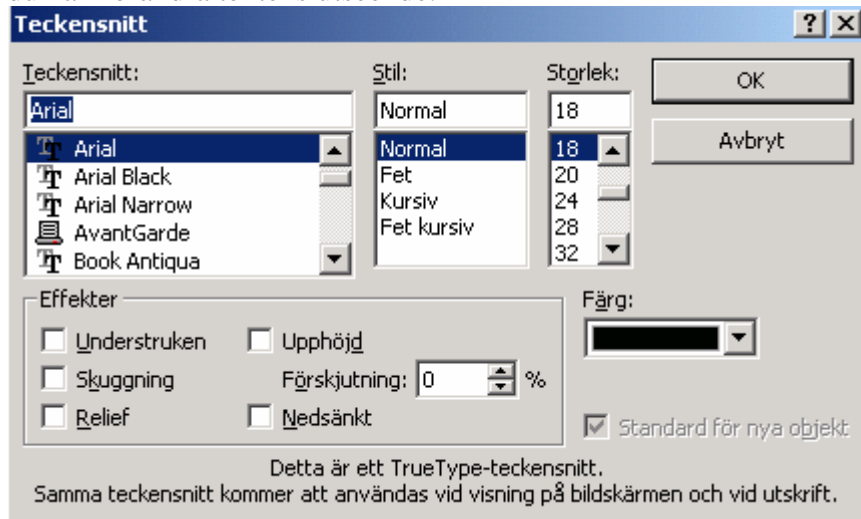 Teckensnitt
Teckensnitt: Stil: Storlek:
Arial Normal 18 OK
Arial Normal 18 Avbryt
Arial Black Fet 20
Arial Narrow Kursiv 24
AvantGarde Fet kursiv 28
Book Antiqua 32
Effekter Färg:
Understruken Upphöjd
Skuggning Förskjutning: 0 %
Relief Nedsänkt
Standard för nya objekt
Detta är ett TrueType-teckensnitt.
Samma teckensnitt kommer att användas vid visning på bildskärmen och vid utskrift.